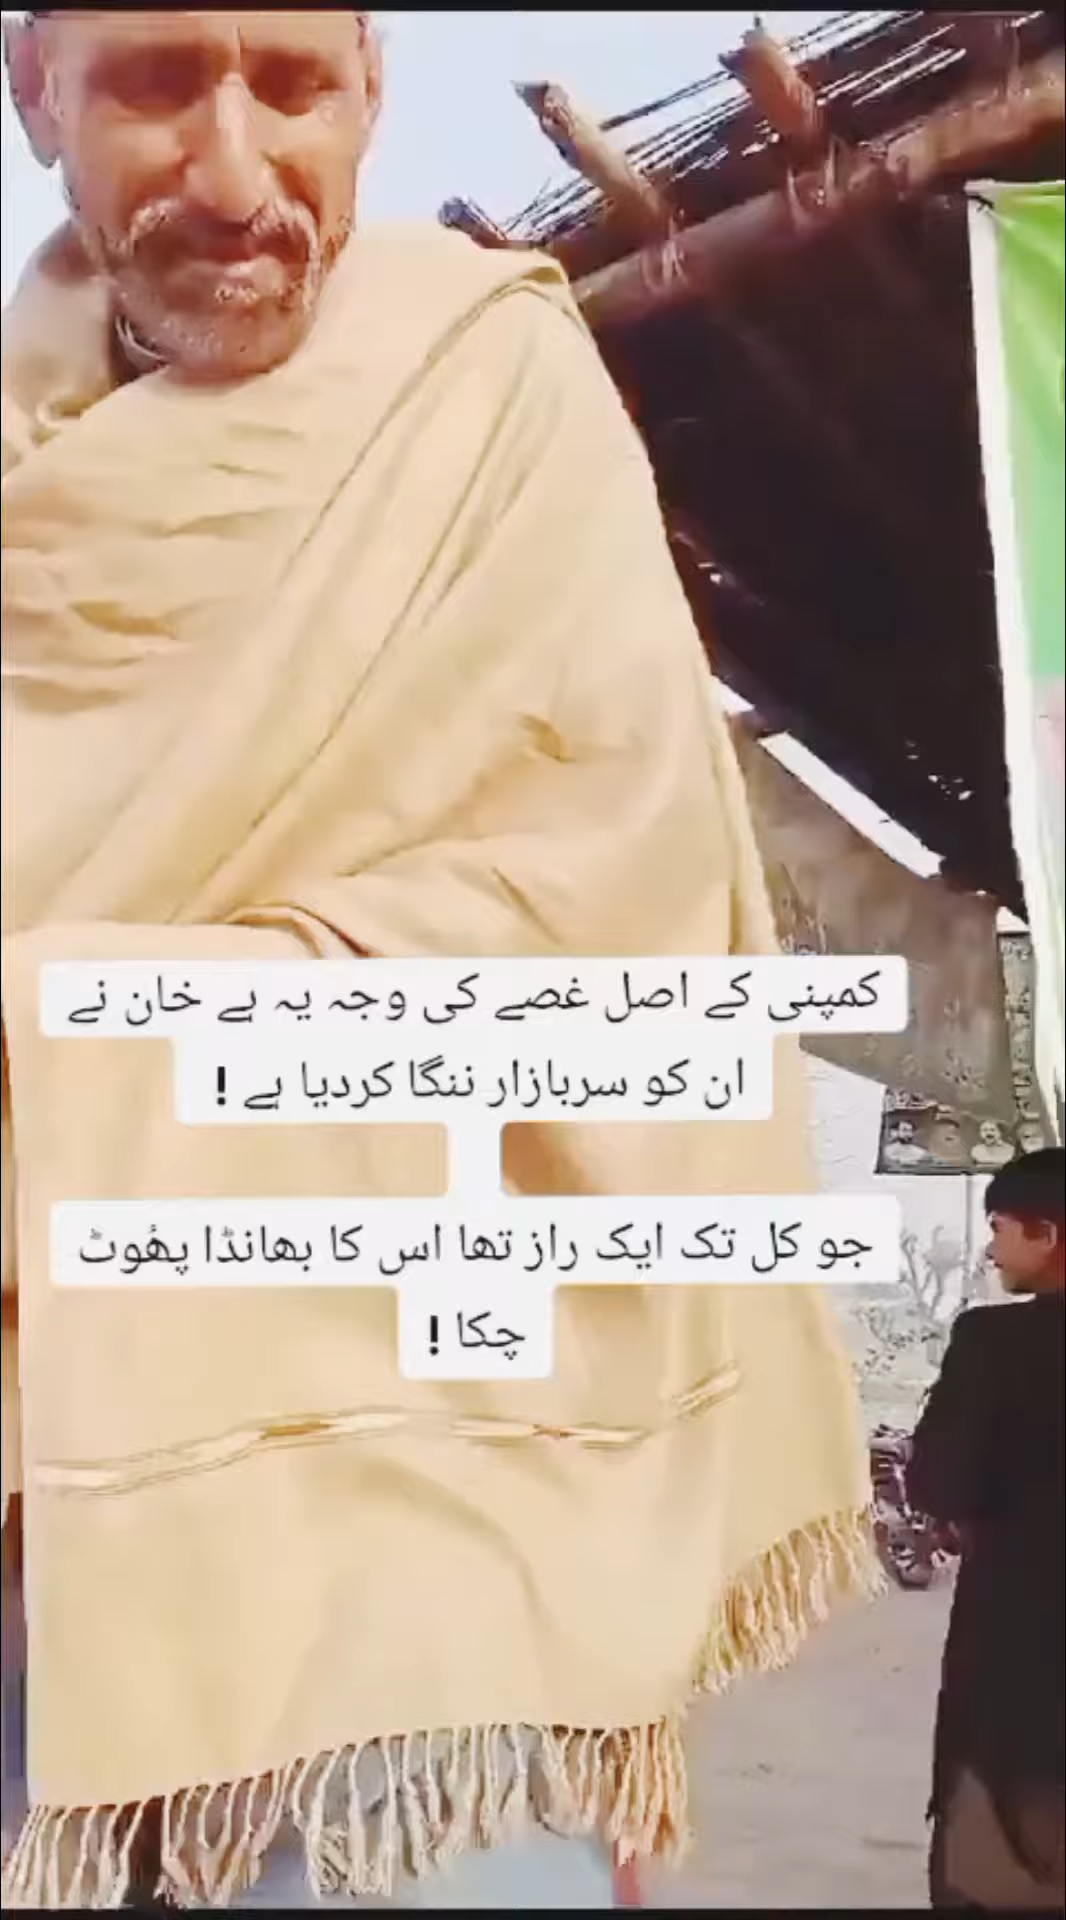 کمپنی کے اصل غصے کی وجہ یہ ہے خان نے
ان کو سربازار ننگا کردیا ہے !
جو کل تک ایک راز تھا اس کا بھانڈا پھُوٹ
چکا !